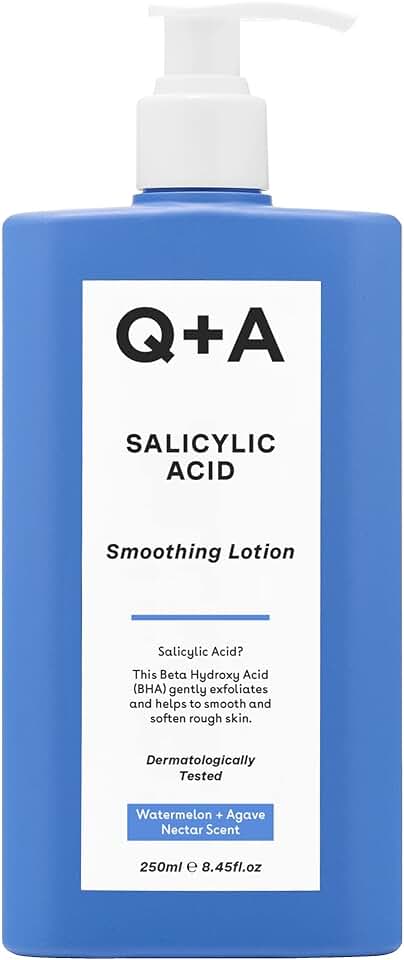 Q+A
SALICYLIC
ACID
Smoothing Lotion
Salicylic Acid?
This Beta Hydroxy Acid
(BHA) gently exfoliates
and helps to smooth and
soften rough skin.
Dermatologically
Tested
Watermelon + Agave
Nectar Scent
250ml ℮ 8.45fl.oz